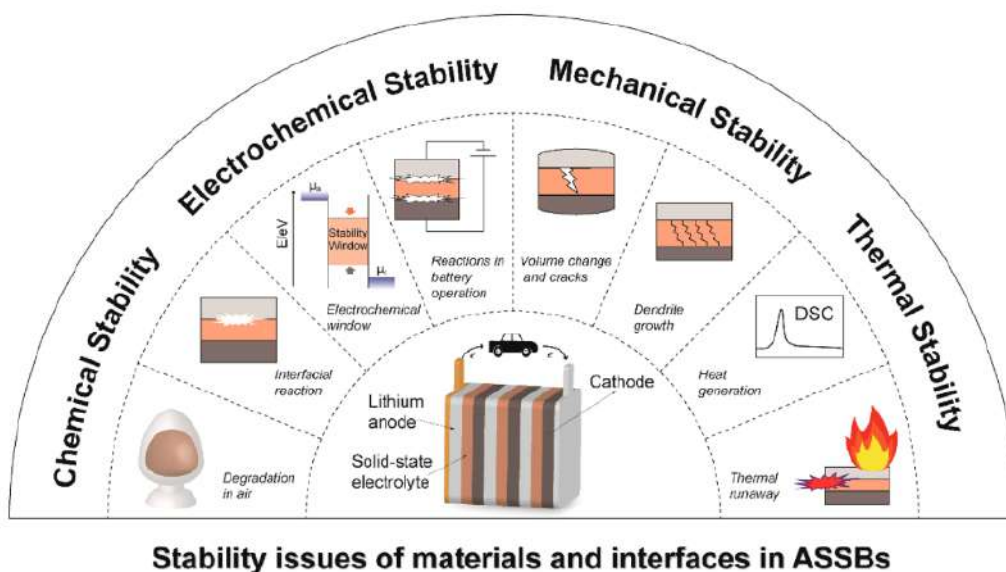 Chemical Stability
Electrochemical Stability
Mechanical Stability
Thermal Stability
Degradation
in air
Interfacial
reaction
E/eV
μa
Stability
Window
Electrochemical
window
Reactions in
battery
operation
Volume change
and cracks
Dendrite
growth
DSC
Heat
generation
Thermal
runaway
Lithium
anode
Solid-state
electrolyte
Cathode
Stability issues of materials and interfaces in ASSBs